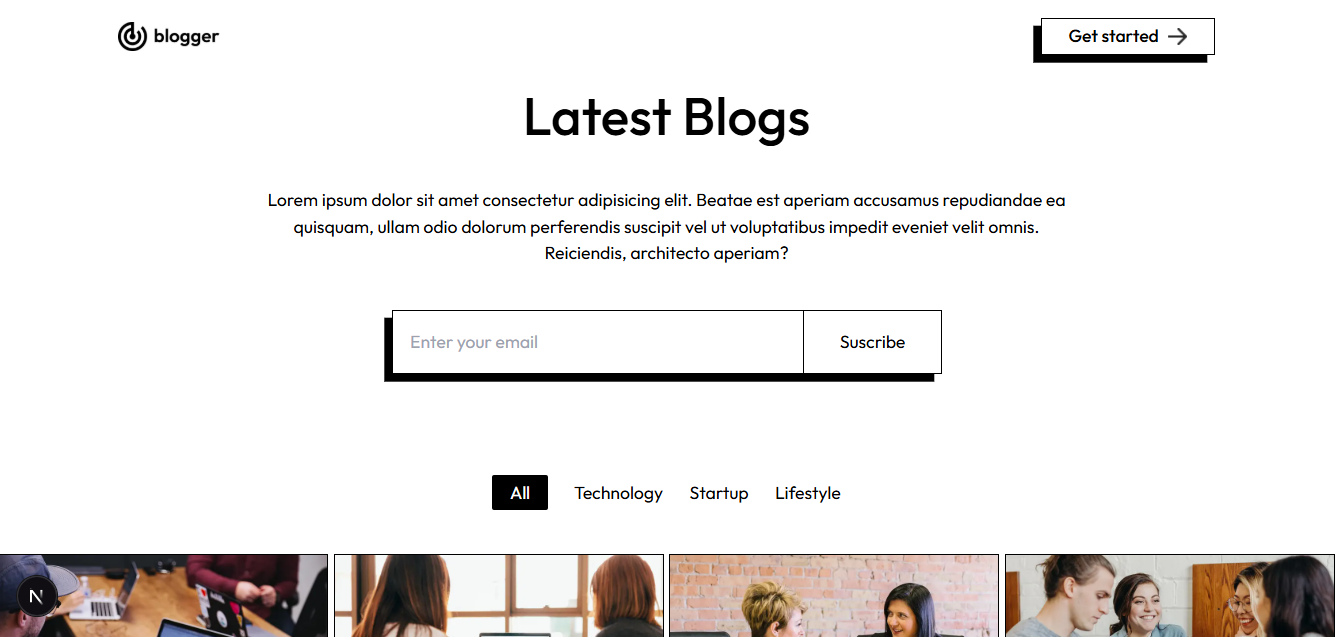 blogger
Get started
Latest Blogs
Lorem ipsum dolor sit amet consectetur adipisicing elit. Beatae est aperiam accusamus repudiandae ea
quisquam, ullam odio dolorum perferendis suscipit vel ut voluptatibus impedit eveniet velit omnis.
Reiciendis, architecto aperiam?
Enter your email
Suscribe
All Technology Startup Lifestyle
N